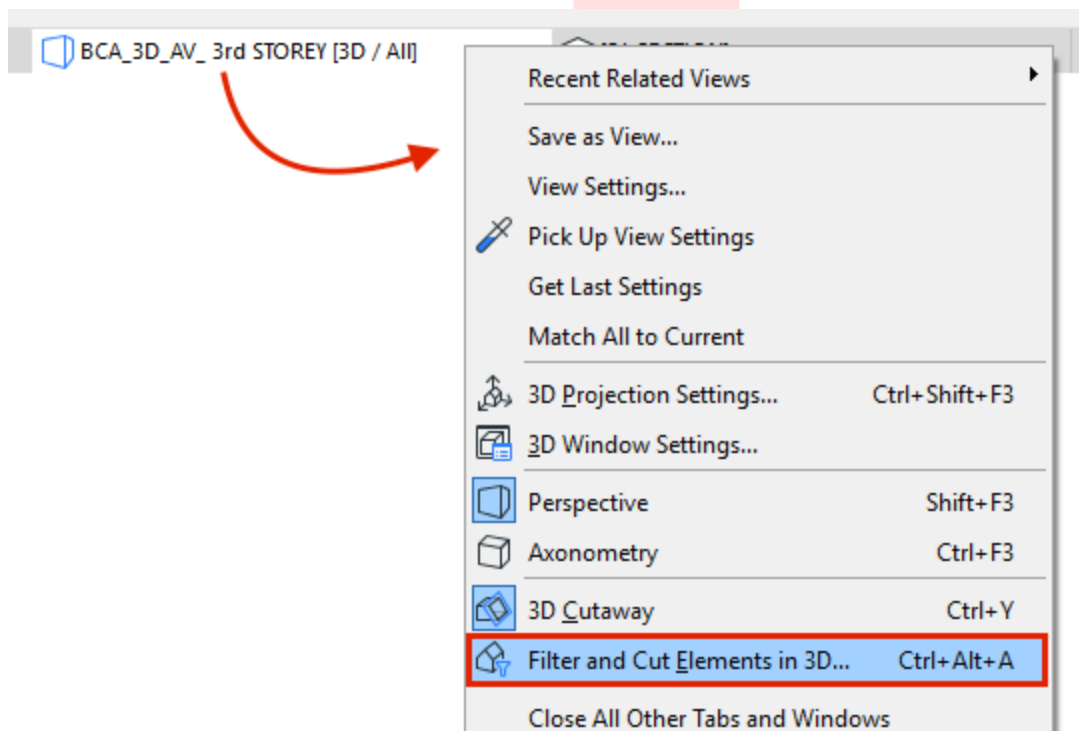 BCA_3D_AV_ 3rd STOREY [3D / All]
Recent Related Views
Save as View...
View Settings...
Pick Up View Settings
Get Last Settings
Match All to Current
3D Projection Settings... Ctrl+Shift+F3
3D Window Settings...
Perspective Shift+F3
Axonometry Ctrl+F3
3D Cutaway Ctrl+Y
Filter and Cut Elements in 3D... Ctrl+Alt+A
Close All Other Tabs and Windows